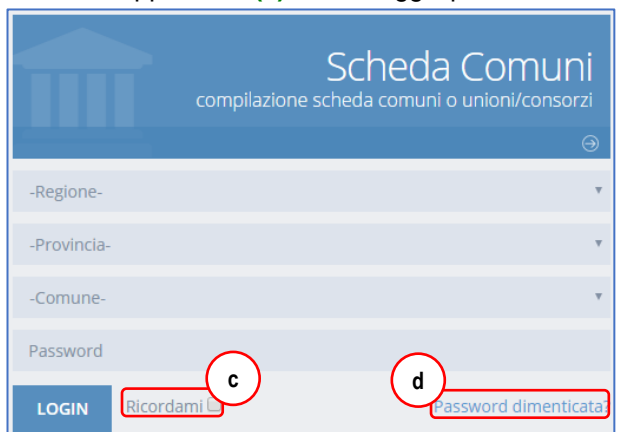 Scheda Comuni
compilazione scheda comuni o unioni/consorzi
-Regione-
-Provincia-
-Comune-
Password
c
d
LOGIN Ricordami Password dimenticata?